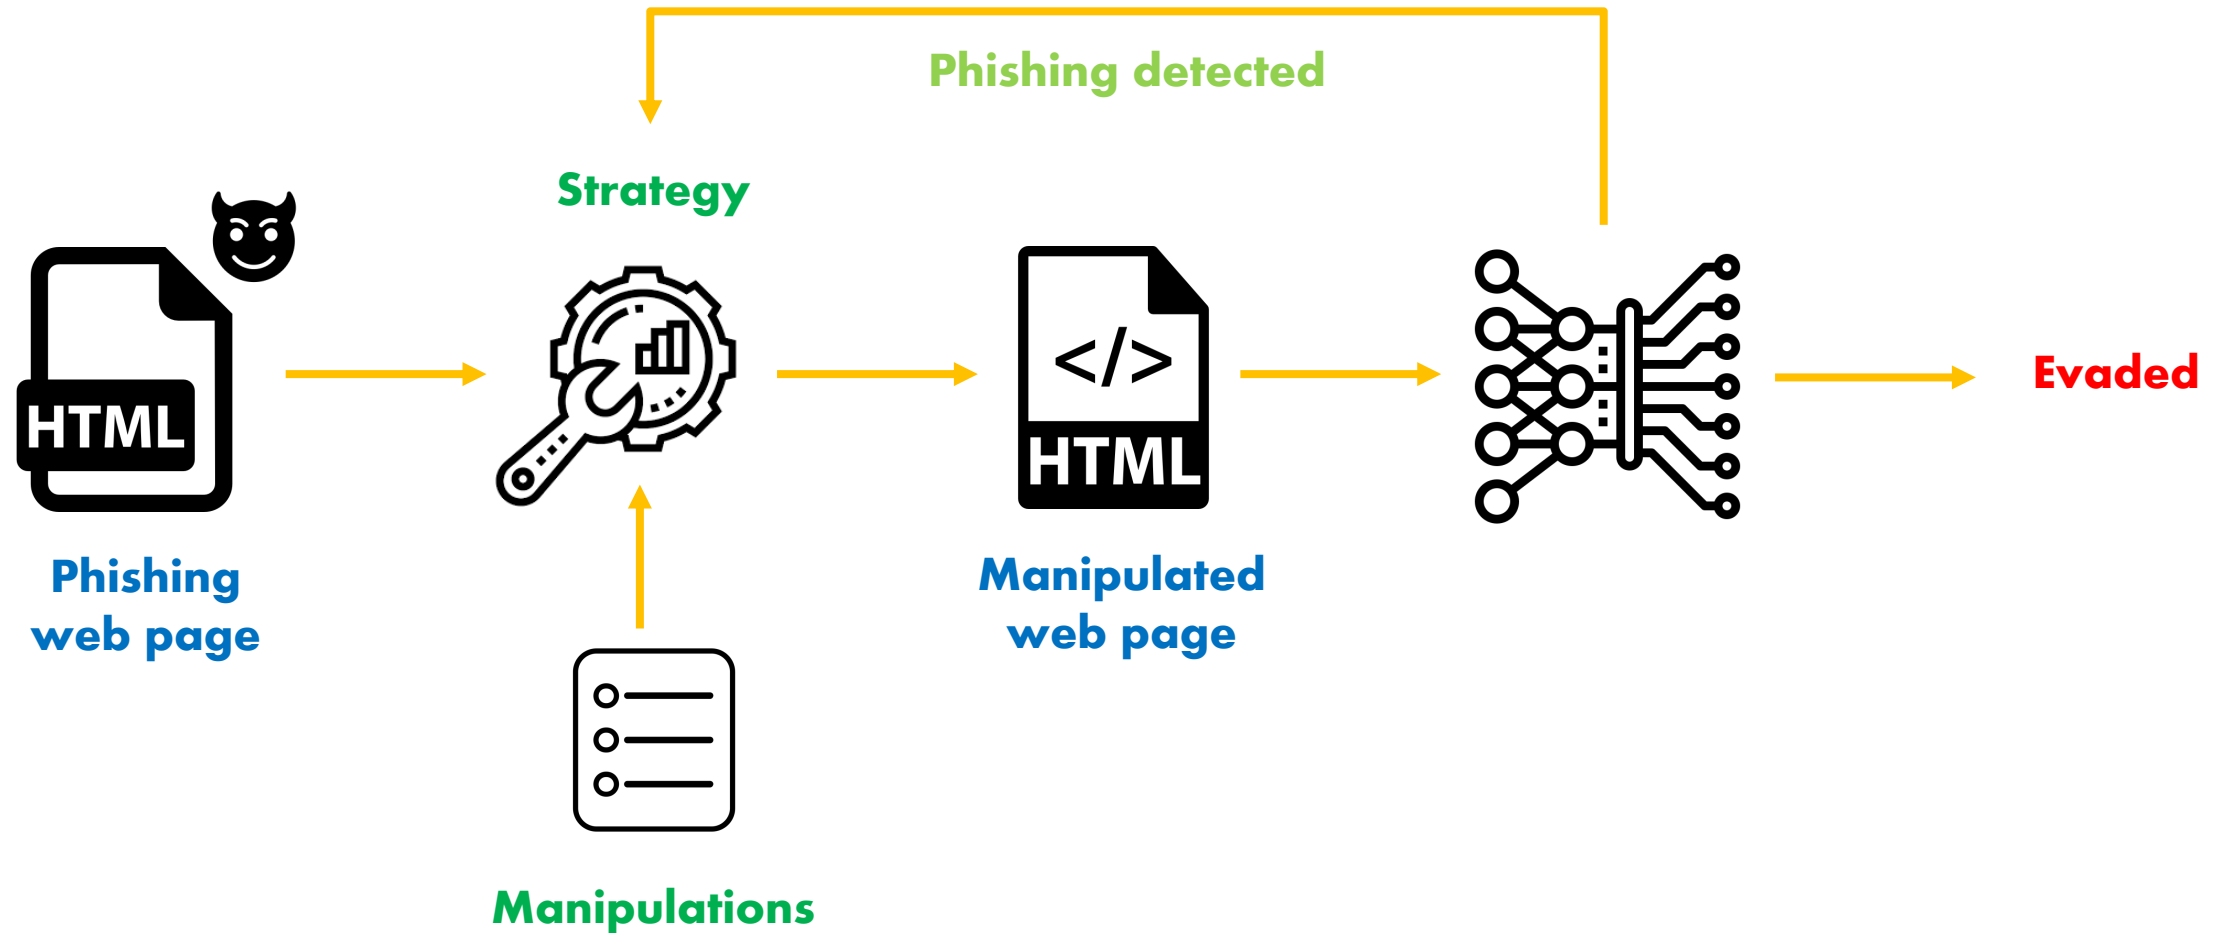 Phishing detected
Strategy
HTML
Phishing
web page
</>
HTML
Manipulated
web page
Evaded
Manipulations